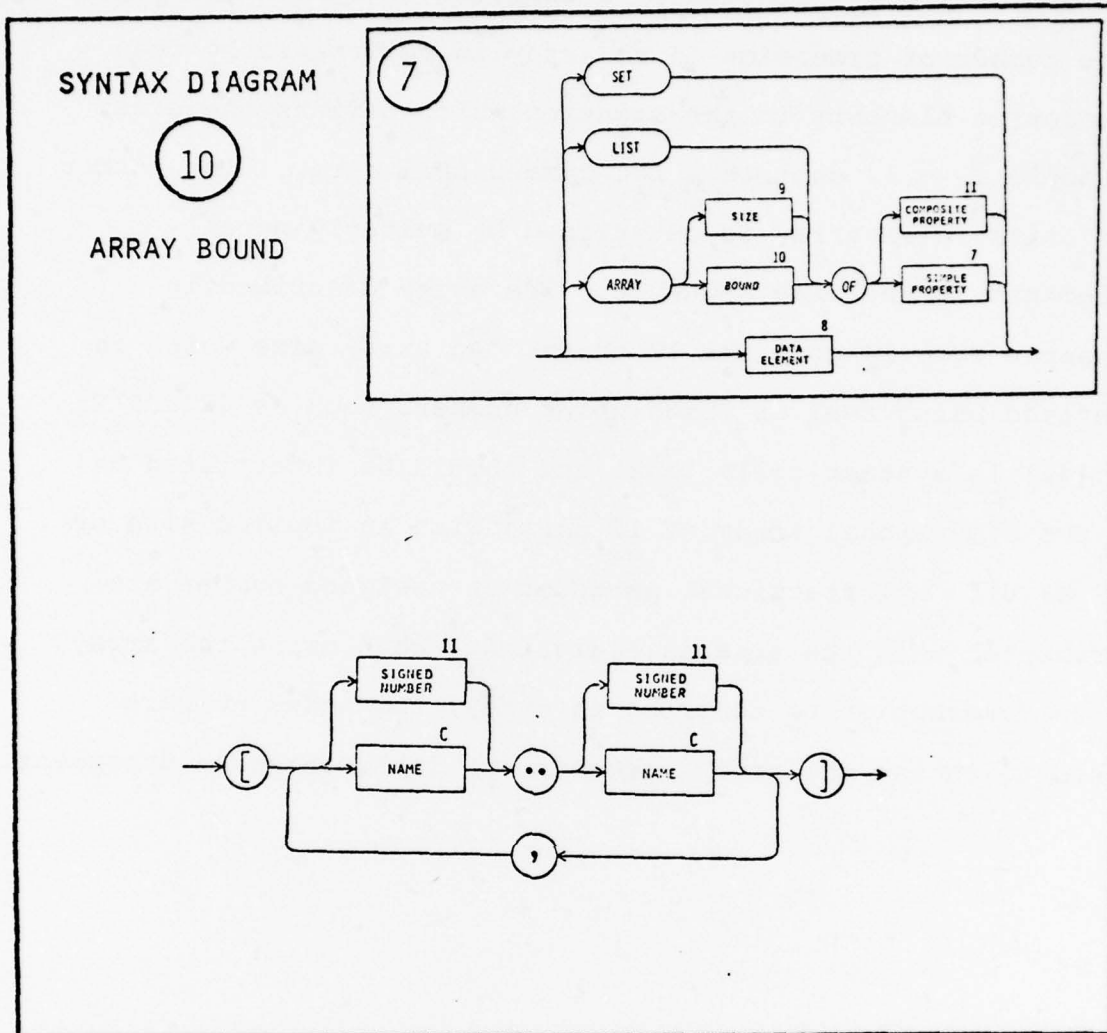 SYNTAX DIAGRAM
10
ARRAY BOUND
7
SET
LIST
9
SIZE
11
COMPOSITE
PROPERTY
ARRAY
10
BOUND
OF
7
SIMPLE
PROPERTY
8
DATA
ELEMENT
11
SIGNED
NUMBER
11
SIGNED
NUMBER
[
C
NAME
..
C
NAME
]
,